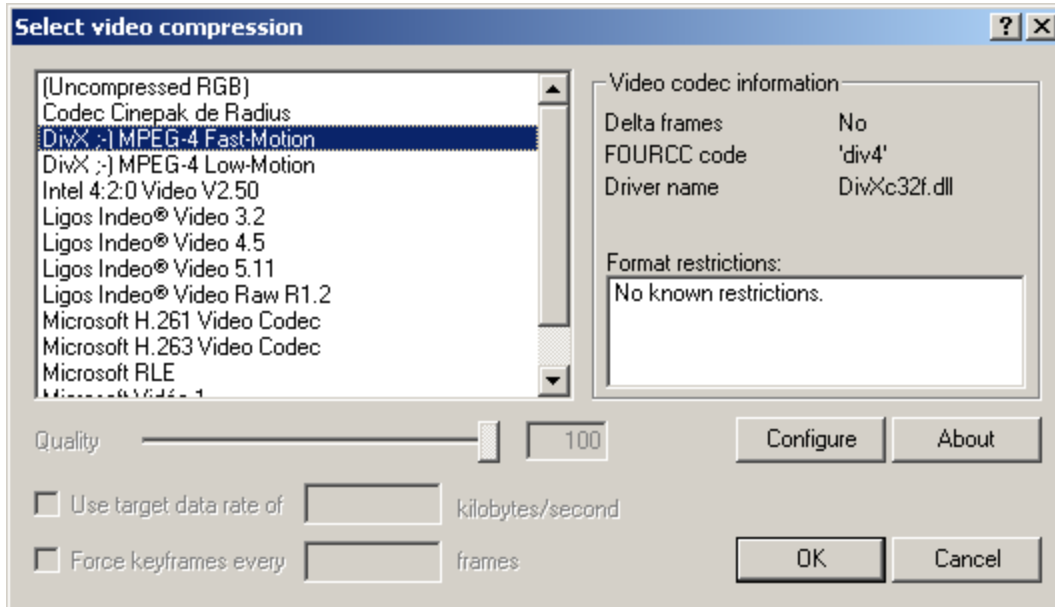 Select video compression
(Uncompressed RGB)
Codec Cinepak de Radius
DivX ;-) MPEG-4 Fast-Motion
DivX ;-) MPEG-4 Low-Motion
Intel 4:2:0 Video V2.50
Ligos Indeo® Video 3.2
Ligos Indeo® Video 4.5
Ligos Indeo® Video 5.11
Ligos Indeo® Video Raw R1.2
Microsoft H.261 Video Codec
Microsoft H.263 Video Codec
Microsoft RLE
Microsoft Vidéo 1
Video codec information
Delta frames No
FOURCC code 'div4'
Driver name DivXc32f.dll
Format restrictions:
No known restrictions.
Quality 100
Configure About
Use target data rate of kilobytes/second
Force keyframes every frames
OK Cancel